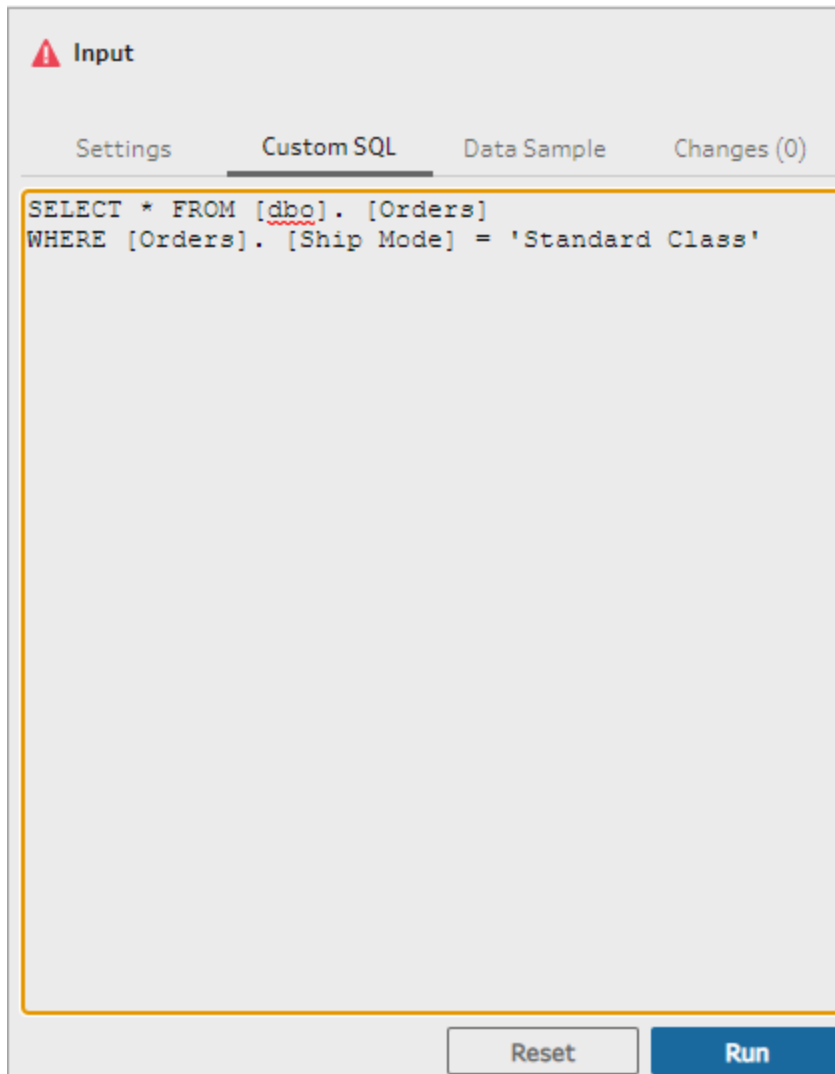 Input
Settings Custom SQL Data Sample Changes (0)
SELECT * FROM [dbo]. [Orders]
WHERE [Orders]. [Ship Mode] = 'Standard Class'
Reset Run